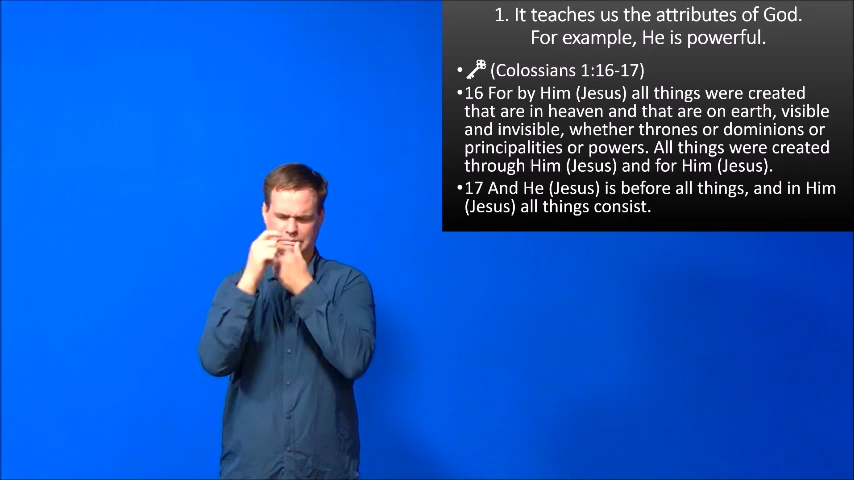 1. It teaches us the attributes of God.
For example, He is powerful.
• (Colossians 1:16-17)
•16 For by Him (Jesus) all things were created
that are in heaven and that are on earth, visible
and invisible, whether thrones or dominions or
principalities or powers. All things were created
through Him (Jesus) and for Him (Jesus).
•17 And He (Jesus) is before all things, and in Him
(Jesus) all things consist.